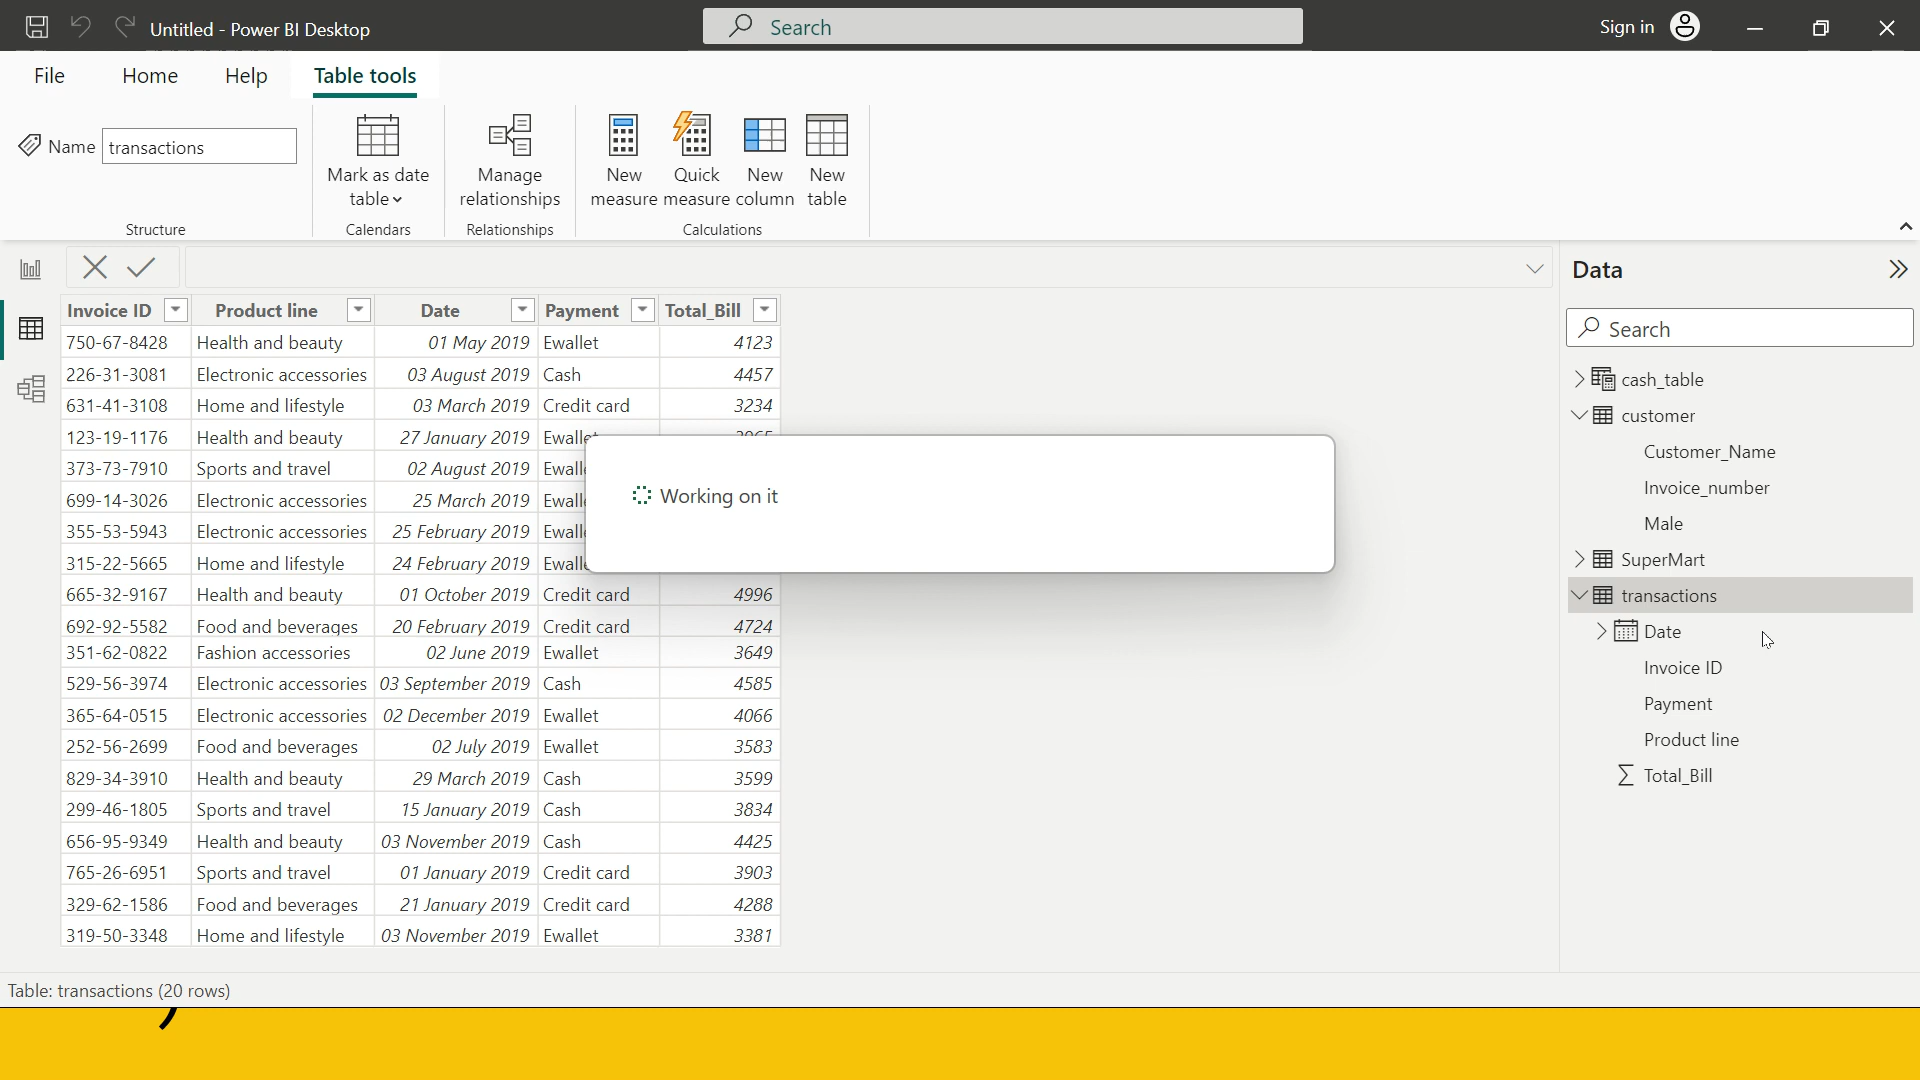 Untitled - Power BI Desktop
Search
Sign in
File Home Help Table tools
Name transactions
Mark as date table
Manage relationships
New measure
Quick measure
New column
New table
Structure
Calendars
Relationships
Calculations
Data
Search
Invoice ID Product line Date Payment Total_Bill
750-67-8428 Health and beauty 01 May 2019 Ewallet 4123
226-31-3081 Electronic accessories 03 August 2019 Cash 4457
631-41-3108 Home and lifestyle 03 March 2019 Credit card 3234
123-19-1176 Health and beauty 27 January 2019
373-73-7910 Sports and travel 02 August 2019
699-14-3026 Electronic accessories 25 March 2019
355-53-5943 Electronic accessories 25 February 2019
315-22-5665 Home and lifestyle 24 February 2019
665-32-9167 Health and beauty 01 October 2019 Credit card 4996
692-92-5582 Food and beverages 20 February 2019 Credit card 4724
351-62-0822 Fashion accessories 02 June 2019 Ewallet 3649
529-56-3974 Electronic accessories 03 September 2019 Cash 4585
365-64-0515 Electronic accessories 02 December 2019 Ewallet 4066
252-56-2699 Food and beverages 02 July 2019 Ewallet 3583
829-34-3910 Health and beauty 29 March 2019 Cash 3599
299-46-1805 Sports and travel 15 January 2019 Cash 3834
656-95-9349 Health and beauty 03 November 2019 Cash 4425
765-26-6951 Sports and travel 01 January 2019 Credit card 3903
329-62-1586 Food and beverages 21 January 2019 Credit card 4288
319-50-3348 Home and lifestyle 03 November 2019 Ewallet 3381
Working on it
cash_table
customer
Customer_Name
Invoice_number
Male
SuperMart
transactions
Date
Invoice ID
Payment
Product line
Total_Bill
Table: transactions (20 rows)